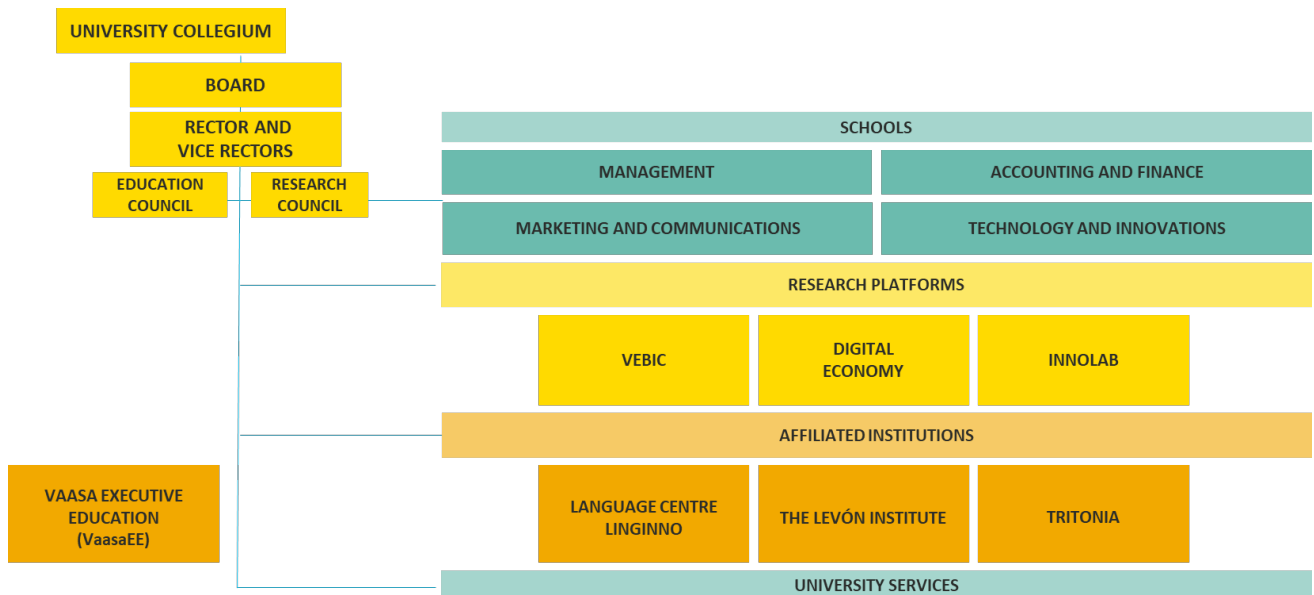 UNIVERSITY COLLEGIUM
BOARD
RECTOR AND
VICE RECTORS
EDUCATION
COUNCIL
RESEARCH
COUNCIL
SCHOOLS
MANAGEMENT
ACCOUNTING AND FINANCE
MARKETING AND COMMUNICATIONS
TECHNOLOGY AND INNOVATIONS
RESEARCH PLATFORMS
VEBIC
DIGITAL
ECONOMY
INNOLAB
AFFILIATED INSTITUTIONS
VAASA EXECUTIVE
EDUCATION
(VaasaEE)
LANGUAGE CENTRE
LINGINNO
THE LEVÓN INSTITUTE
TRITONIA
UNIVERSITY SERVICES